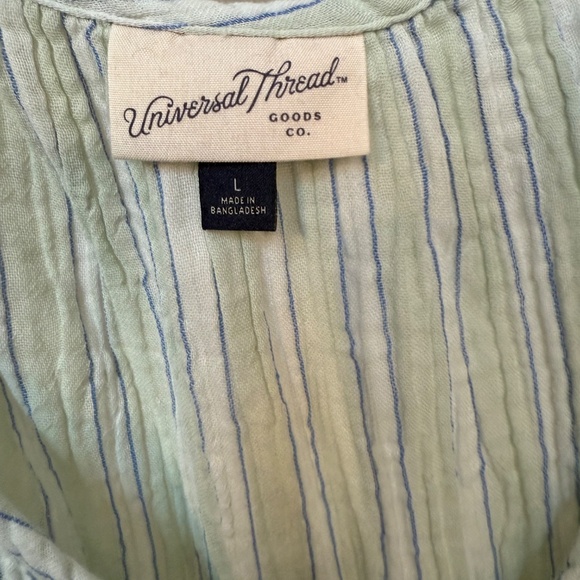 Universal Thread™
GOODS
CO.
L
MADE IN
BANGLADESH